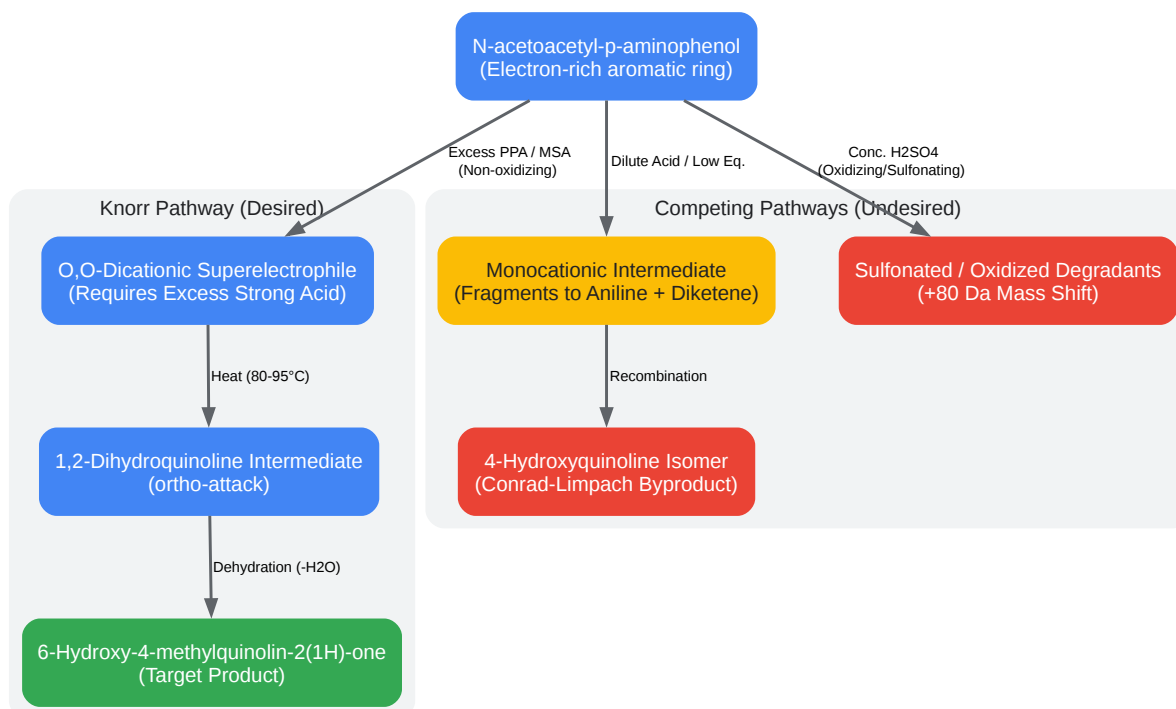 N-acetoacetyl-p-aminophenol
(Electron-rich aromatic ring)
Excess PPA / MSA
(Non-oxidizing)
Dilute Acid / Low Eq.
Conc. H2SO4
(Oxidizing/Sulfonating)
Knorr Pathway (Desired)
Competing Pathways (Undesired)
O,O-Dicationic Superelectrophile
(Requires Excess Strong Acid)
Monocationic Intermediate
(Fragments to Aniline + Diketene)
Sulfonated / Oxidized Degradants
(+80 Da Mass Shift)
Heat (80-95°C)
Recombination
1,2-Dihydroquinoline Intermediate
(ortho-attack)
4-Hydroxyquinoline Isomer
(Conrad-Limpach Byproduct)
Dehydration (-H2O)
6-Hydroxy-4-methylquinolin-2(1H)-one
(Target Product)